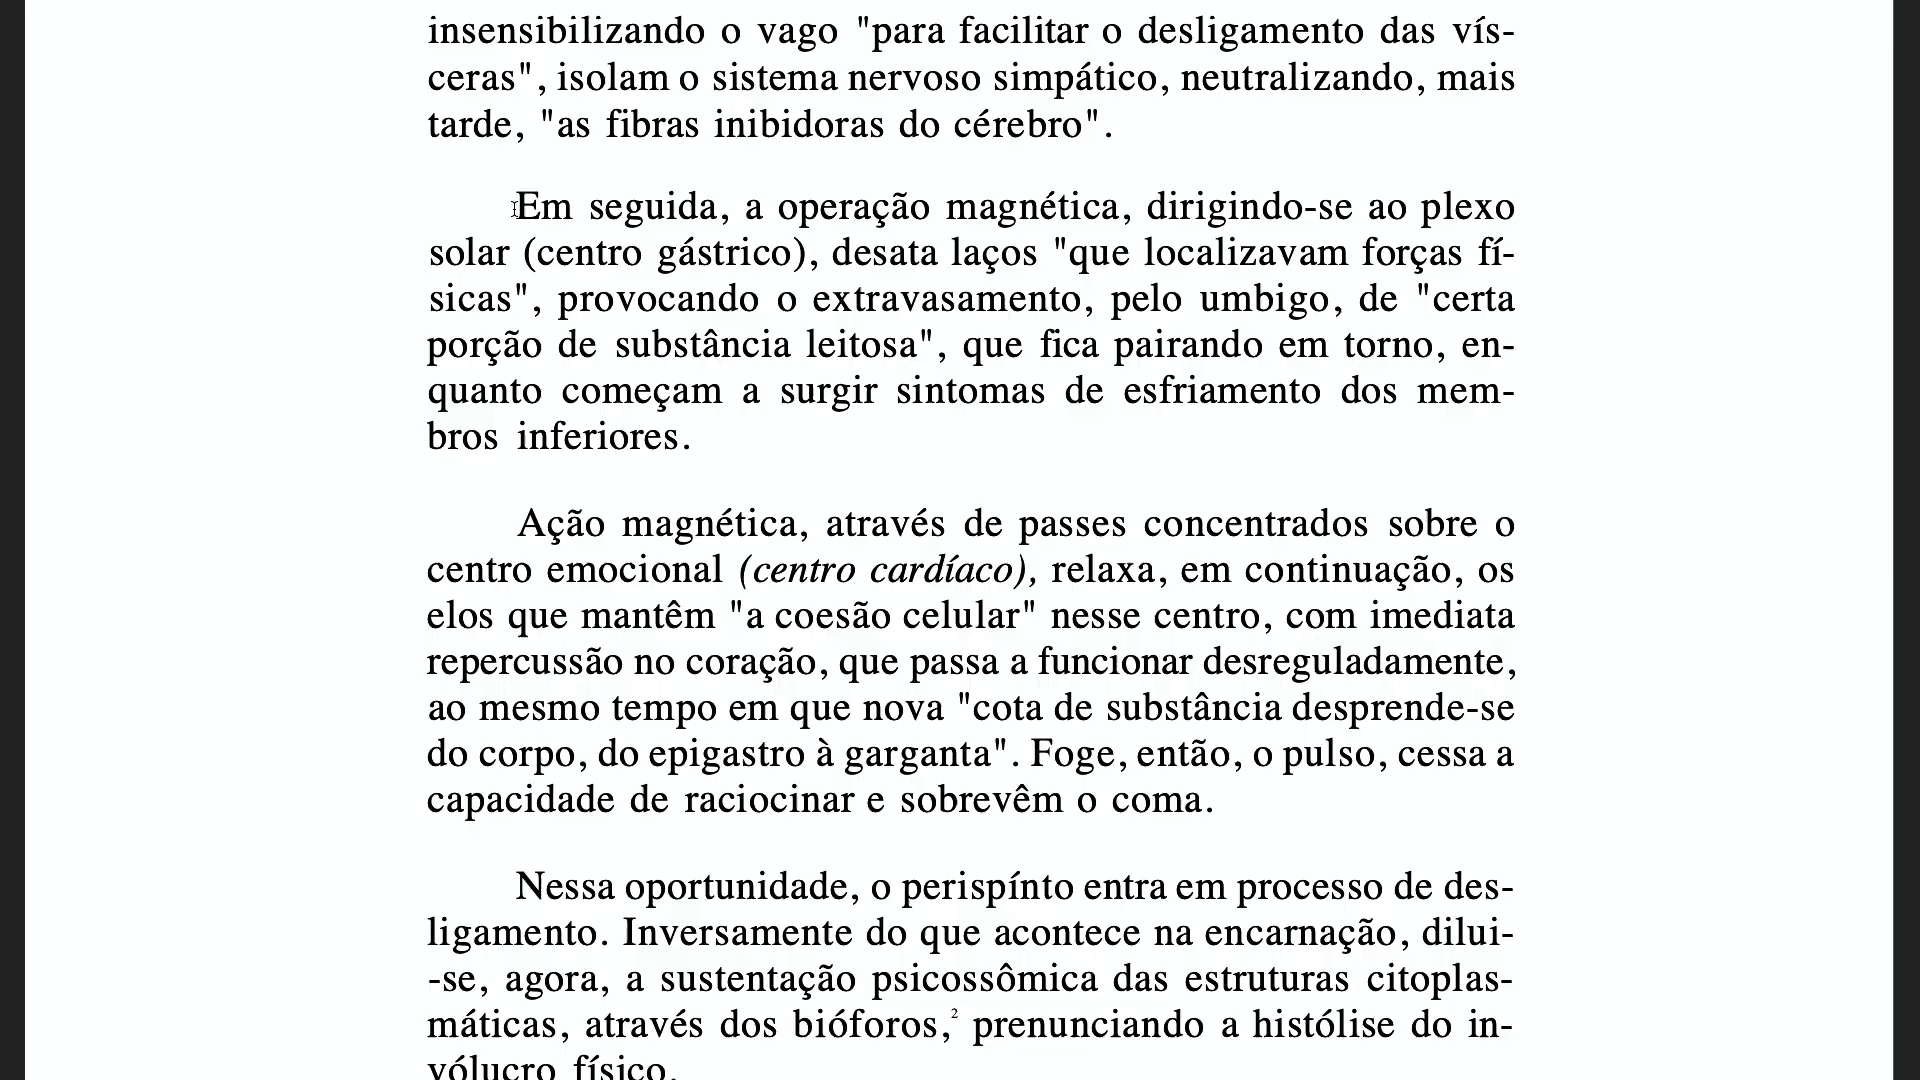 insensibilizando o vago "para facilitar o desligamento das vís-
ceras", isolam o sistema nervoso simpático, neutralizando, mais
tarde, "as fibras inibidoras do cérebro".
Em seguida, a operação magnética, dirigindo-se ao plexo
solar (centro gástrico), desata laços "que localizavam forças fí-
sicas", provocando o extravasamento, pelo umbigo, de "certa
porção de substância leitosa", que fica pairando em torno, en-
quanto começam a surgir sintomas de esfriamento dos mem-
bros inferiores.
Ação magnética, através de passes concentrados sobre o
centro emocional (centro cardíaco), relaxa, em continuação, os
elos que mantêm "a coesão celular" nesse centro, com imediata
repercussão no coração, que passa a funcionar desreguladamente,
ao mesmo tempo em que nova "cota de substância desprende-se
do corpo, do epigastro à garganta". Foge, então, o pulso, cessa a
capacidade de raciocinar e sobrevêm o coma.
Nessa oportunidade, o perispínto entra em processo de des-
ligamento. Inversamente do que acontece na encarnação, dilui-
-se, agora, a sustentação psicossômica das estruturas citoplas-
máticas, através dos bióforos,² prenunciando a histólise do in-
vólucro físico.